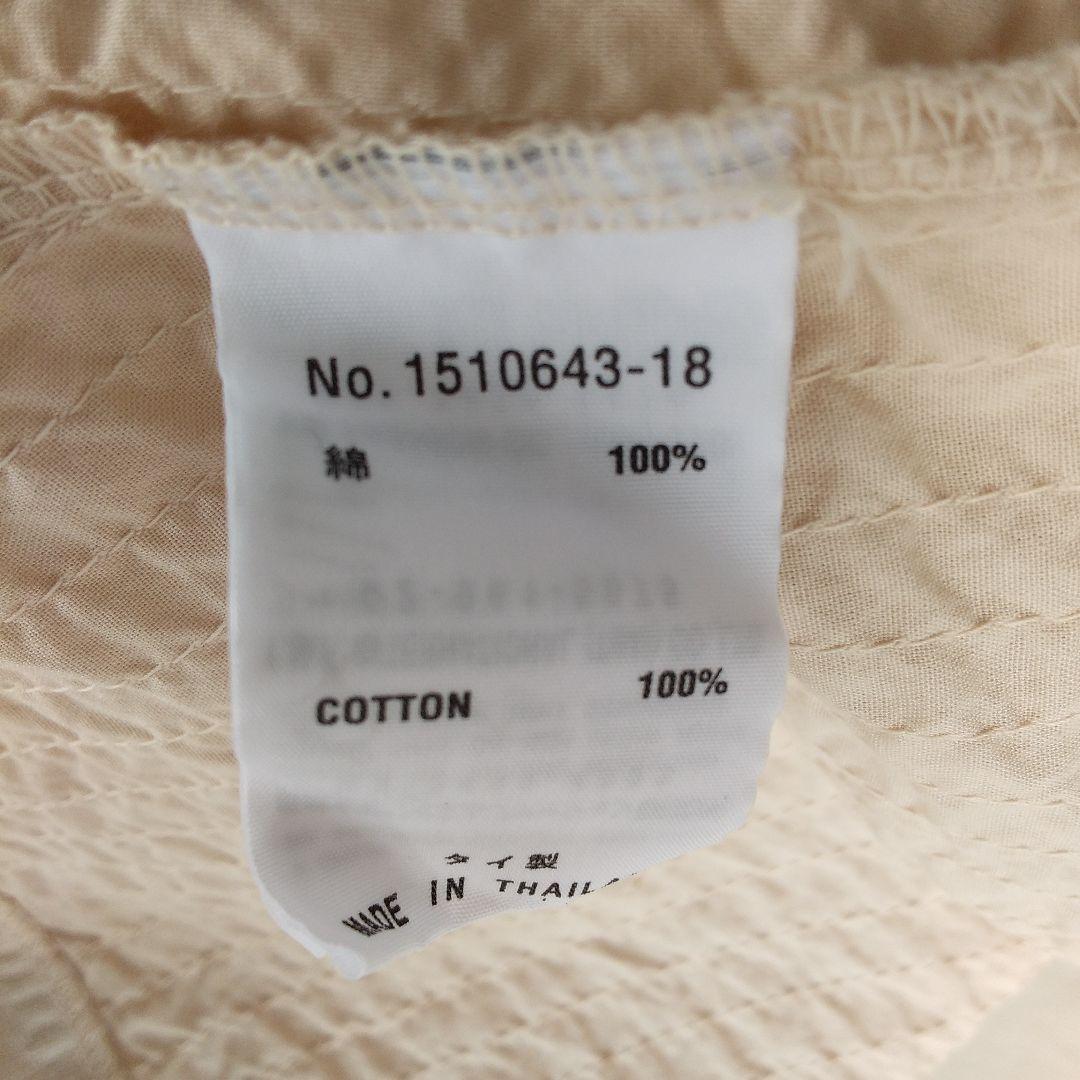 No. 1510643-18
綿 100%
COTTON 100%
タイ製
MADE IN THAILA